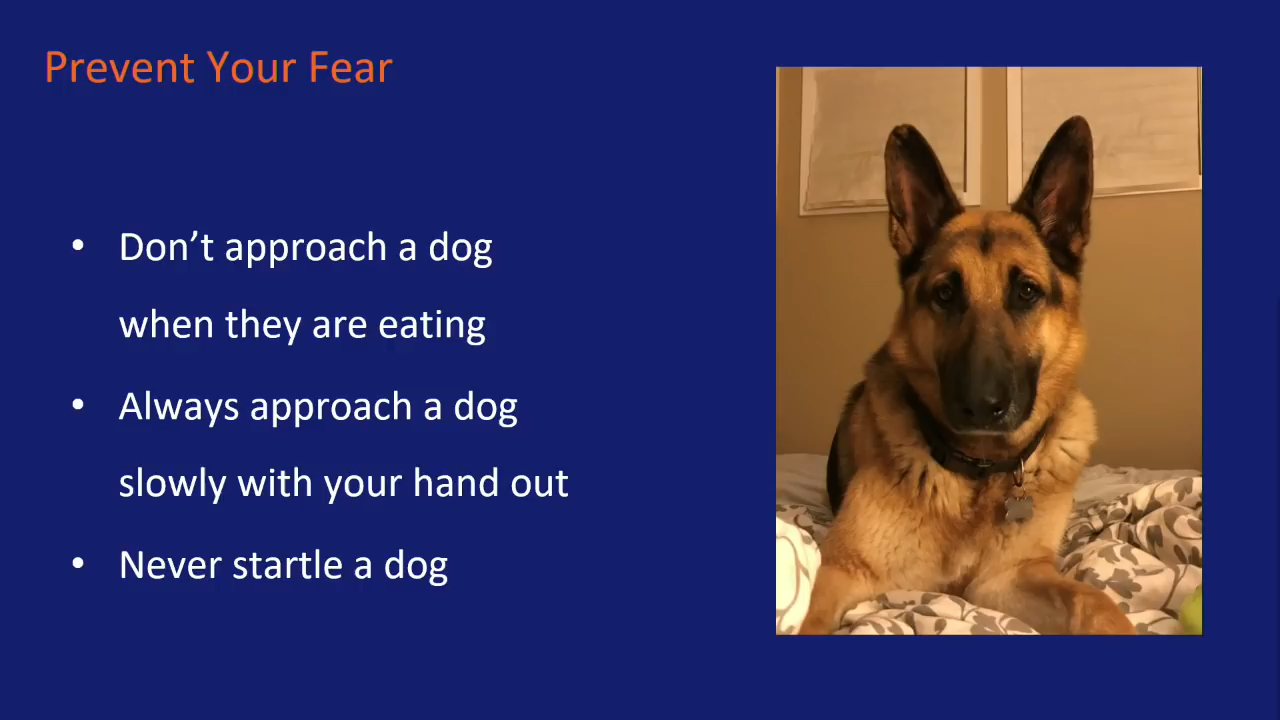 Prevent Your Fear
• Don’t approach a dog
when they are eating
• Always approach a dog
slowly with your hand out
• Never startle a dog